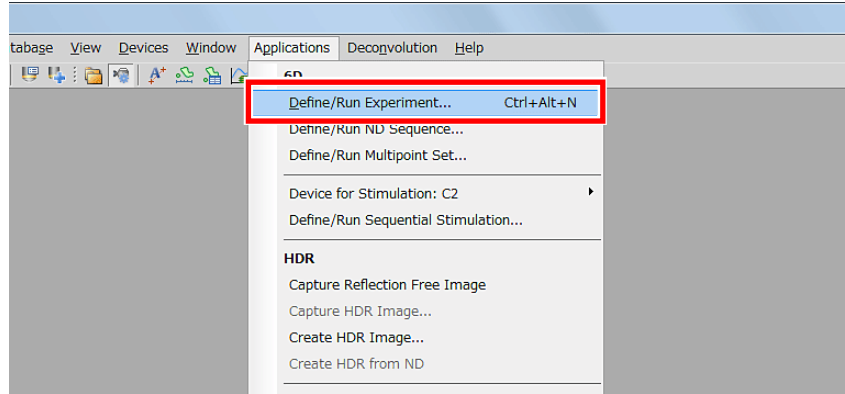 tabase View Devices Window Applications Deconvolution Help
6D
Define/Run Experiment... Ctrl+Alt+N
Define/Run ND Sequence...
Define/Run Multipoint Set...
Device for Stimulation: C2
Define/Run Sequential Stimulation...
HDR
Capture Reflection Free Image
Capture HDR Image...
Create HDR Image...
Create HDR from ND